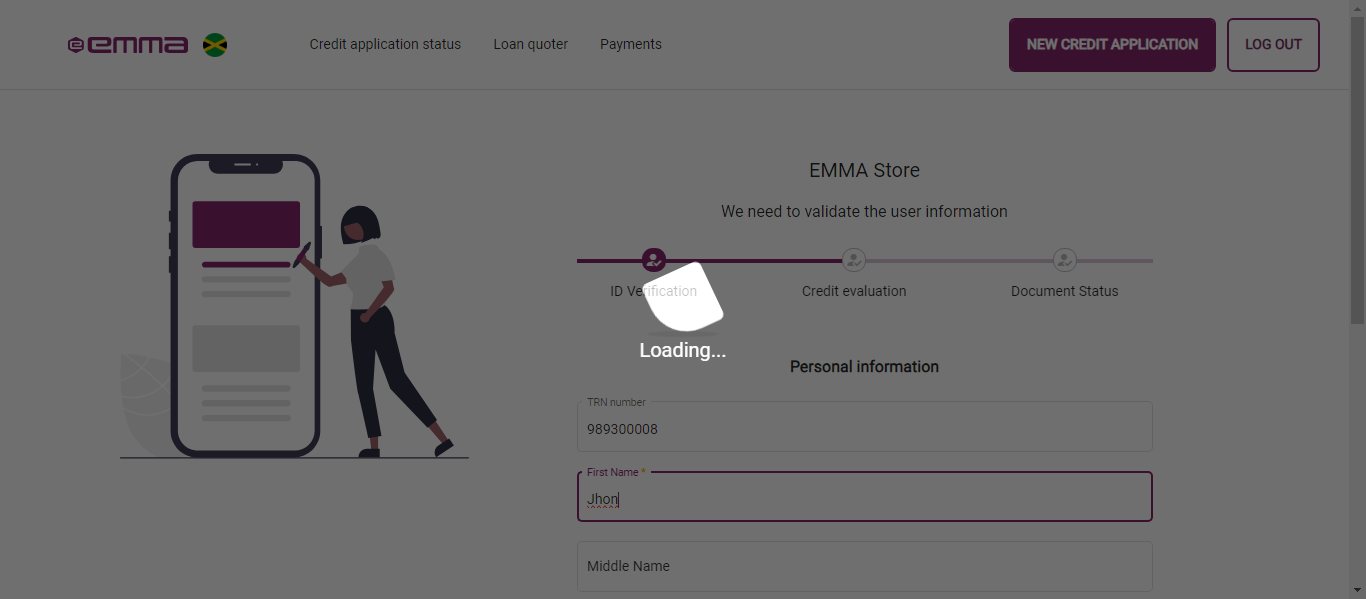 emma
Credit application status
Loan quoter
Payments
NEW CREDIT APPLICATION
LOG OUT
EMMA Store
We need to validate the user information
ID Verification
Credit evaluation
Document Status
Loading...
Personal information
TRN number
989300008
First Name *
Jhon
Middle Name